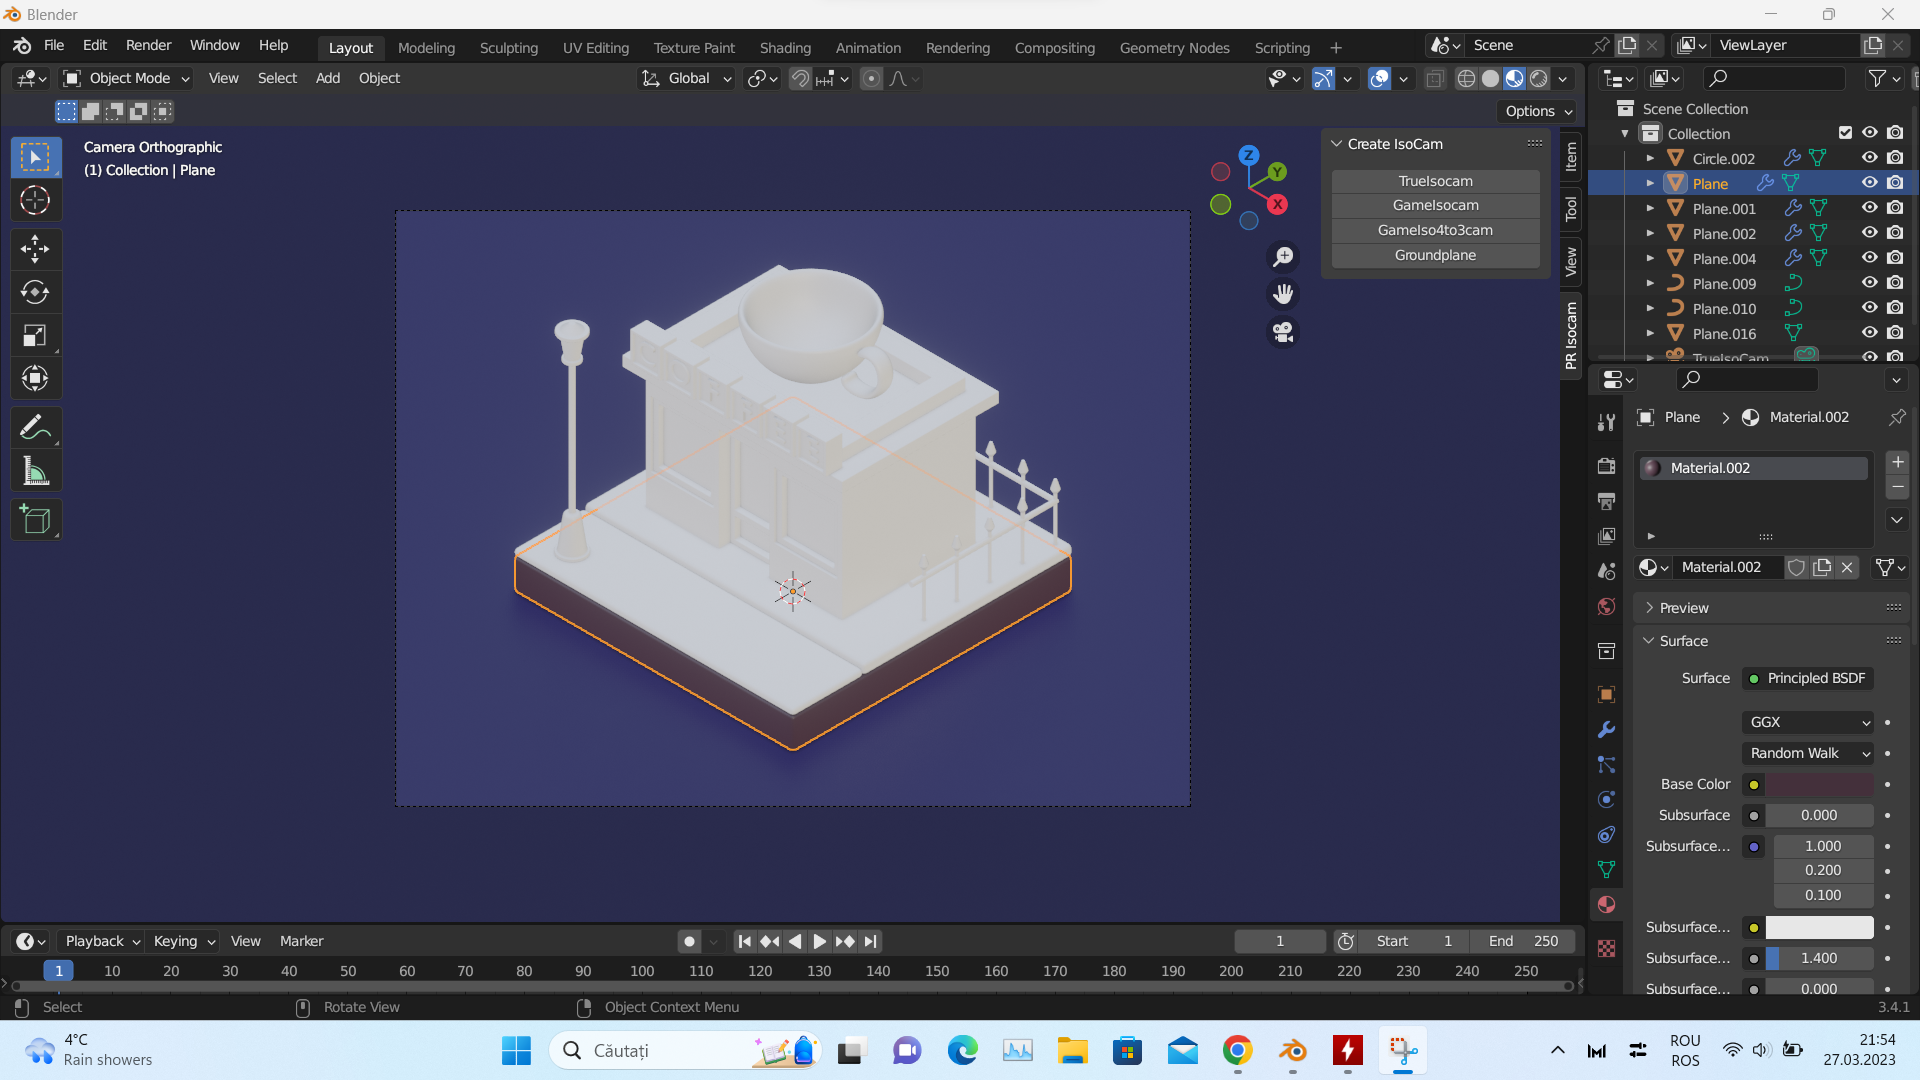 Blender
File Edit Render Window Help Layout Modeling Sculpting UV Editing Texture Paint Shading Animation Rendering Compositing Geometry Nodes Scripting + Scene ViewLayer
Object Mode View Select Add Object Global
Options
Camera Orthographic
(1) Collection | Plane
Z
Y
X
Create IsoCam
TrueIsocam
GameIsocam
GameIso4to3cam
Groundplane
Item
Tool
View
PR Isocam
Scene Collection
Collection
Circle.002
Plane
Plane.001
Plane.002
Plane.004
Plane.009
Plane.010
Plane.016
TrueIsoCam
Plane > Material.002
Material.002
Material.002
Preview
Surface
Surface Principled BSDF
GGX
Random Walk
Base Color
Subsurface 0.000
Subsurface... 1.000
0.200
0.100
Subsurface...
Subsurface... 1.400
Subsurface... 0.000
Playback Keying View Marker 1 Start 1 End 250
1 10 20 30 40 50 60 70 80 90 100 110 120 130 140 150 160 170 180 190 200 210 220 230 240 250
Select Rotate View Object Context Menu 3.4.1
4°C
Rain showers
Căutați
ROU
ROS
21:54
27.03.2023